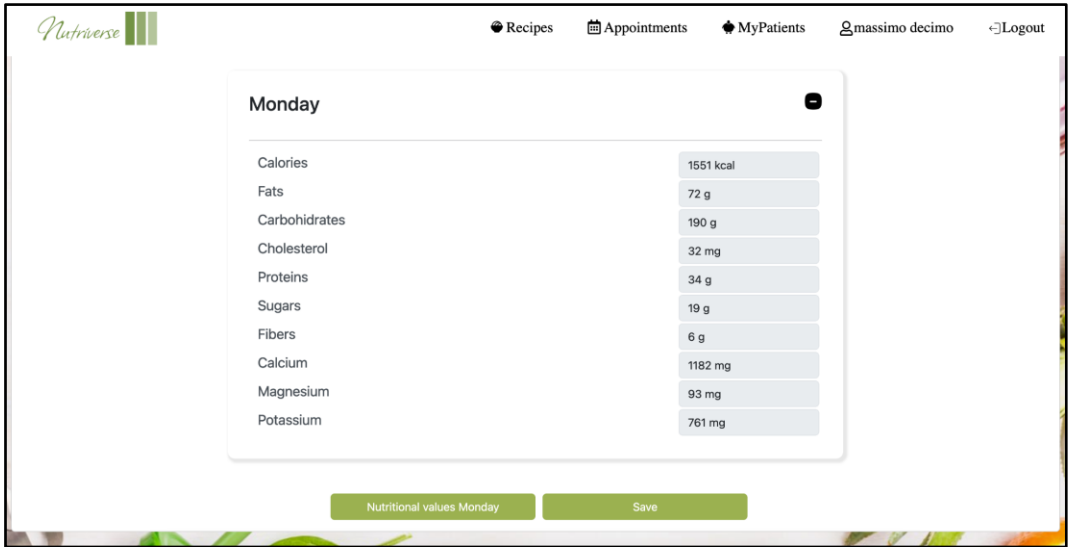 Nutriverse Recipes Appointments MyPatients massimo decimo Logout
Monday
Calories 1551 kcal
Fats 72 g
Carbohidrates 190 g
Cholesterol 32 mg
Proteins 34 g
Sugars 19 g
Fibers 6 g
Calcium 1182 mg
Magnesium 93 mg
Potassium 761 mg
Nutritional values Monday Save